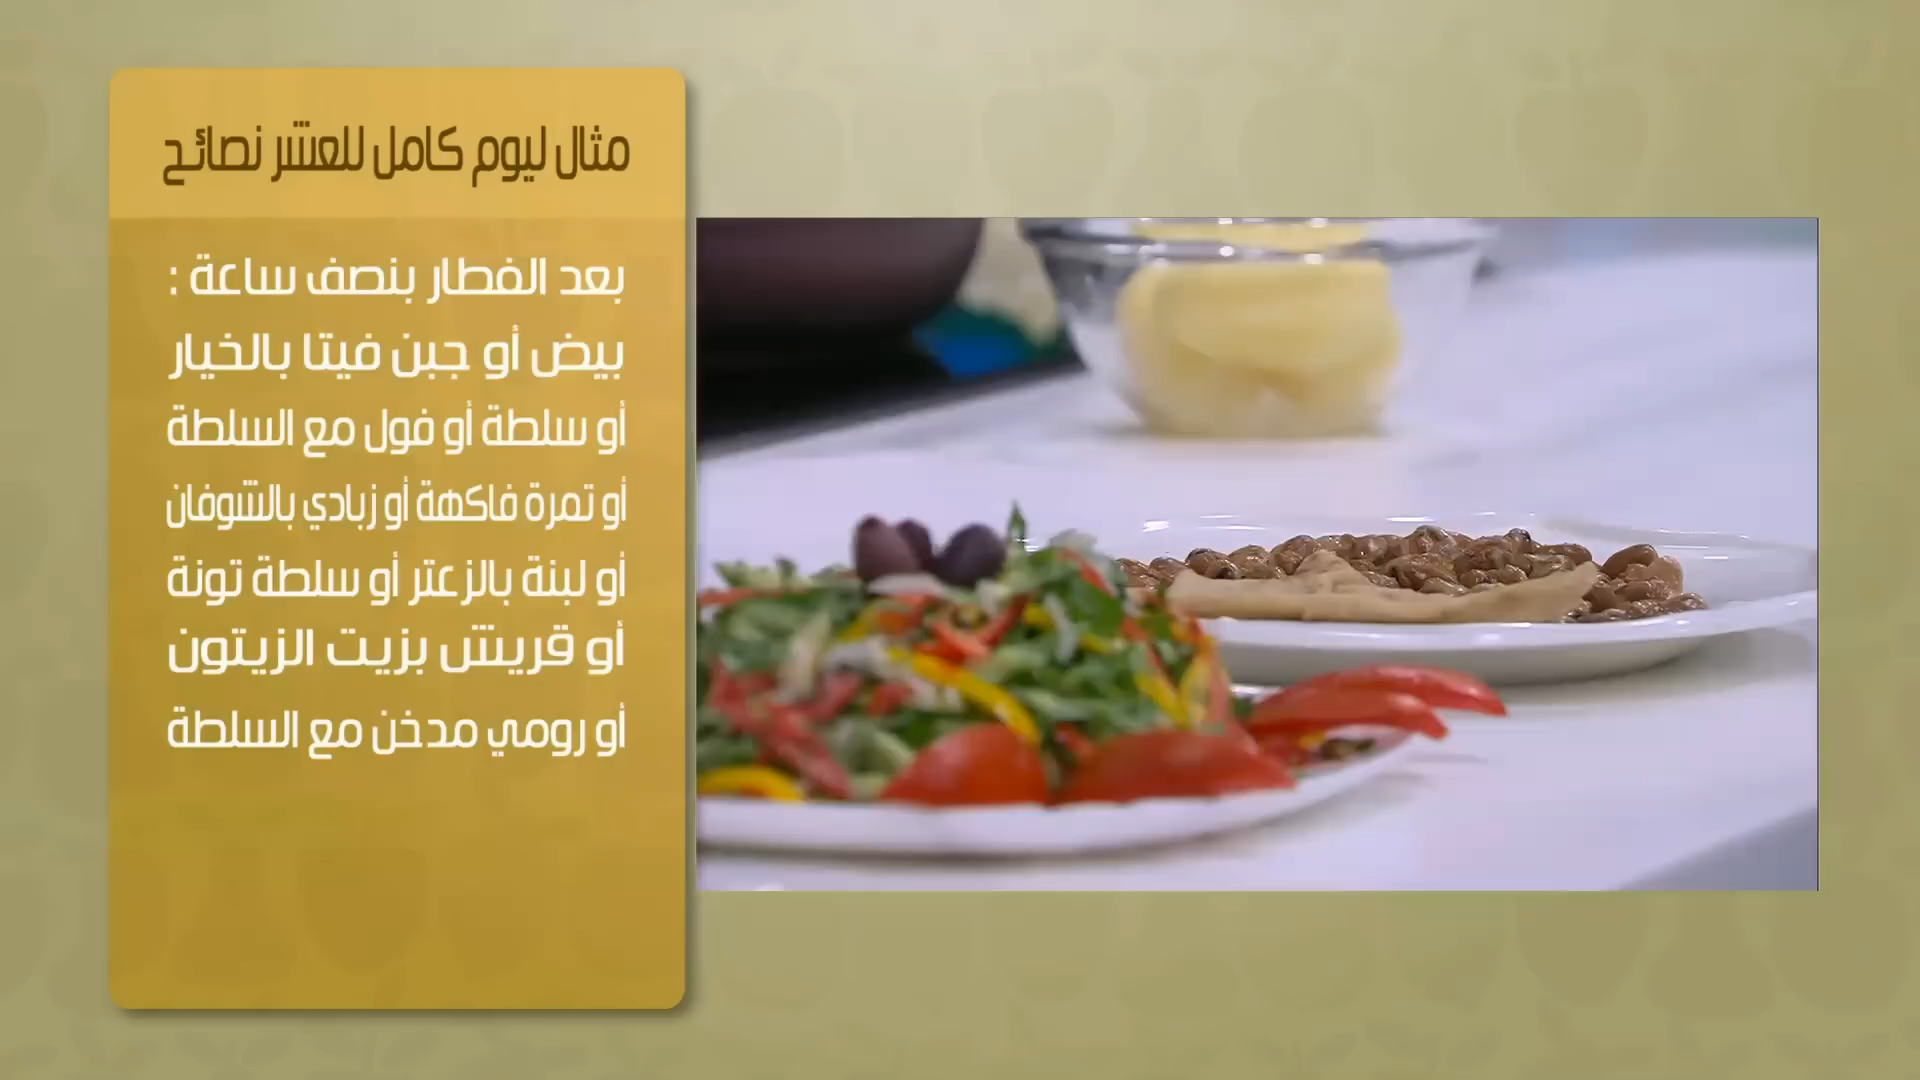 مثال ليوم كامل للعشر نصائح
بعد الفطار بنصف ساعة :
بيض أو جبن فيتا بالخيار
أو سلطة أو فول مع السلطة
أو تمرة فاكهة أو زبادي بالشوفان
أو لبنة بالزعتر أو سلطة تونة
أو قريش بزيت الزيتون
أو رومي مدخن مع السلطة